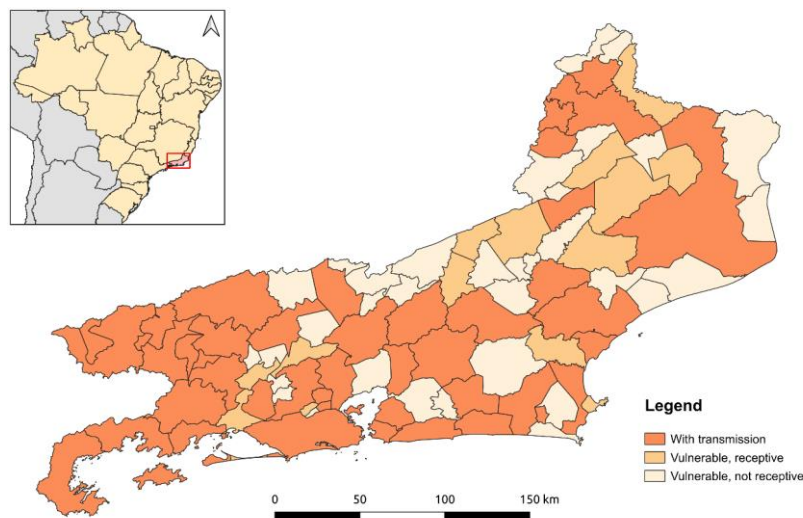 Legend
With transmission
Vulnerable, receptive
Vulnerable, not receptive
0 50 100 150 km